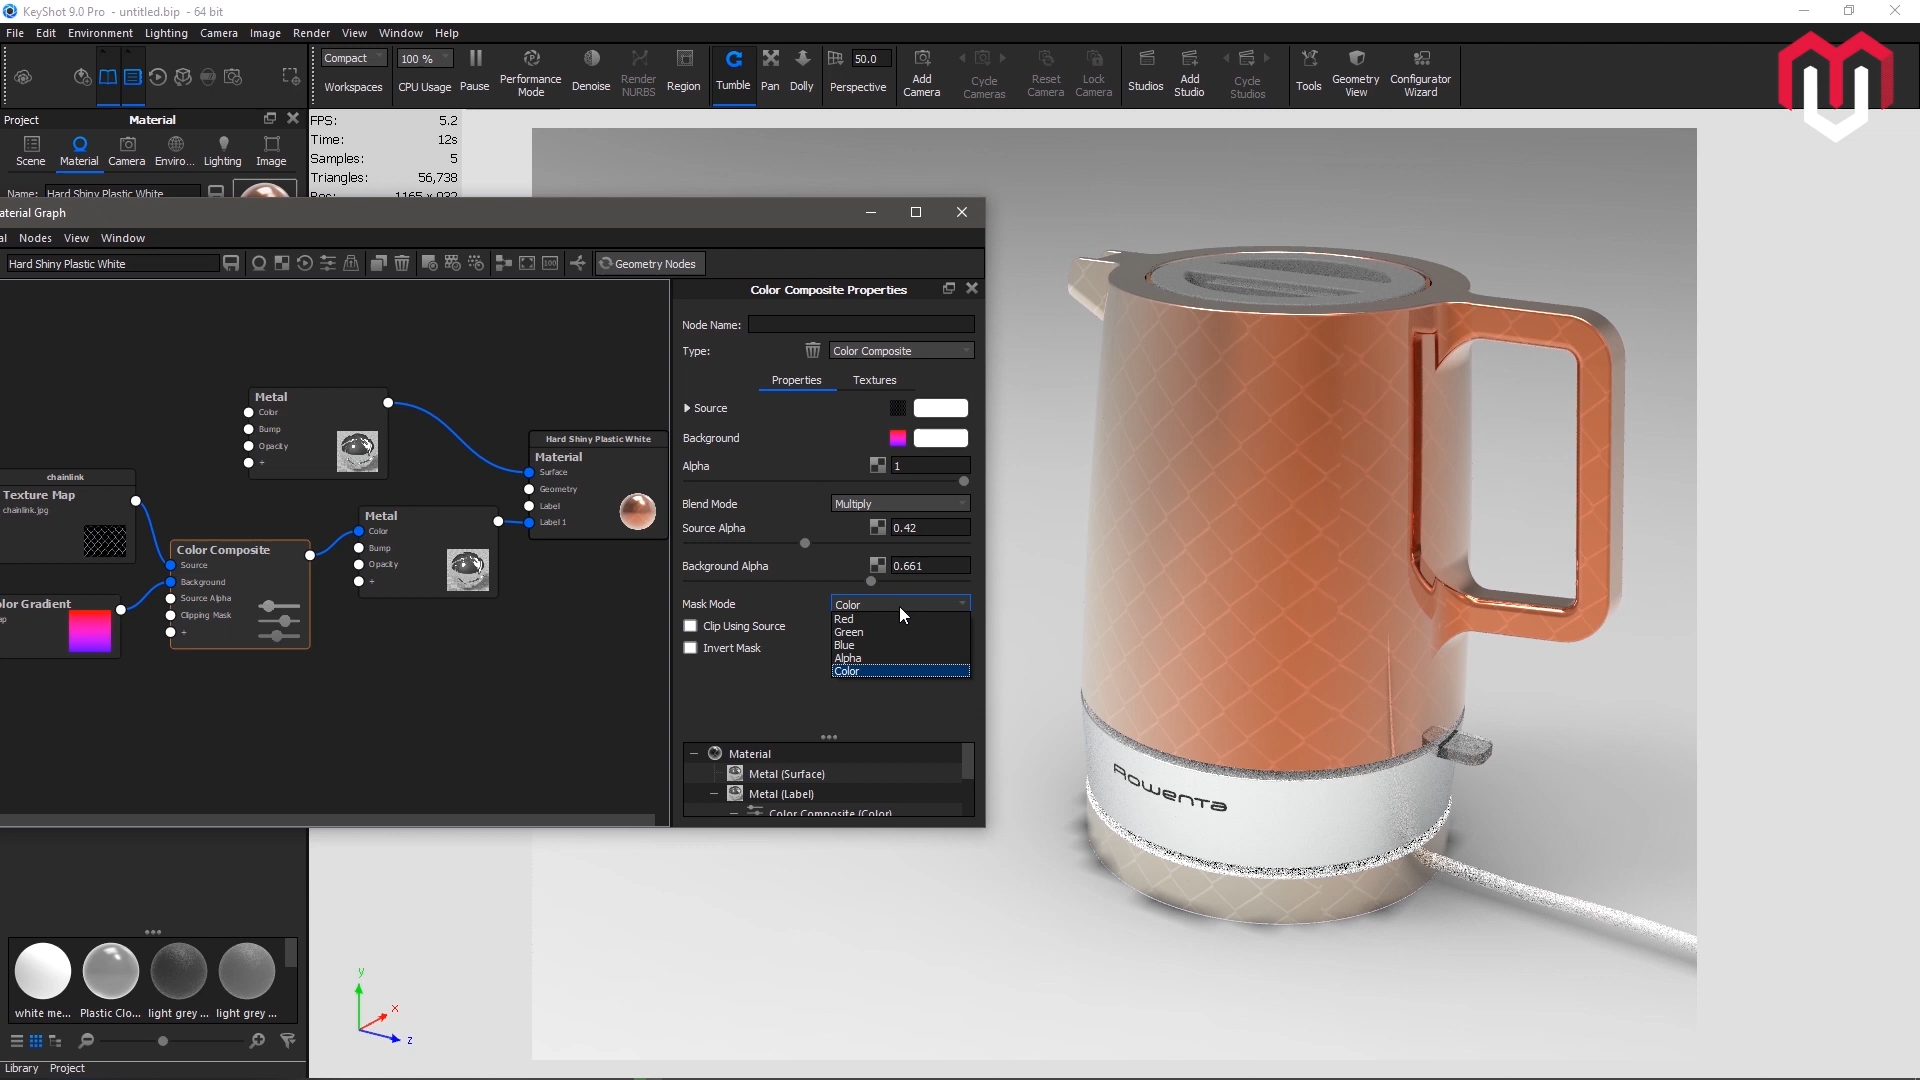 KeyShot 9.0 Pro - untitled.bip - 64 bit
File Edit Environment Lighting Camera Image Render View Window Help
Compact 100 % 50.0
Workspaces CPU Usage Pause Performance Mode Denoise Render NURBS Region Tumble Pan Dolly Perspective Add Camera Cycle Cameras Reset Camera Lock Camera Studios Add Studio Cycle Studios Tools Geometry View Configurator Wizard
Project Material
Scene Material Camera Enviro... Lighting Image
Name: Hard Shiny Plastic White
FPS: 5.2
Time: 12s
Samples: 5
Triangles: 56,738
aterial Graph
al Nodes View Window
Hard Shiny Plastic White
Geometry Nodes
Metal
Color
Bump
Opacity
+
chainlink
Texture Map
chainlink.jpg
Color Composite
Source
Background
Source Alpha
Clipping Mask
+
olor Gradient
ap
Metal
Color
Bump
Opacity
+
Hard Shiny Plastic White
Material
Surface
Geometry
Label
Label 1
Color Composite Properties
Node Name:
Type: Color Composite
Properties Textures
Source
Background
Alpha 1
Blend Mode Multiply
Source Alpha 0.42
Background Alpha 0.661
Mask Mode Color
Red
Green
Blue
Alpha
Color
Clip Using Source
Invert Mask
Material
Metal (Surface)
Metal (Label)
Color Composite (Color)
Rowenta
white me... Plastic Clo... light grey ... light grey ...
y
x
z
Library Project